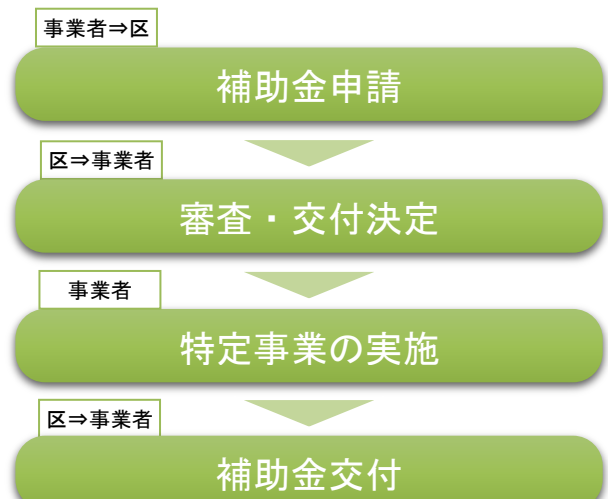 事業者⇒区
補助金申請
区⇒事業者
審査・交付決定
事業者
特定事業の実施
区⇒事業者
補助金交付